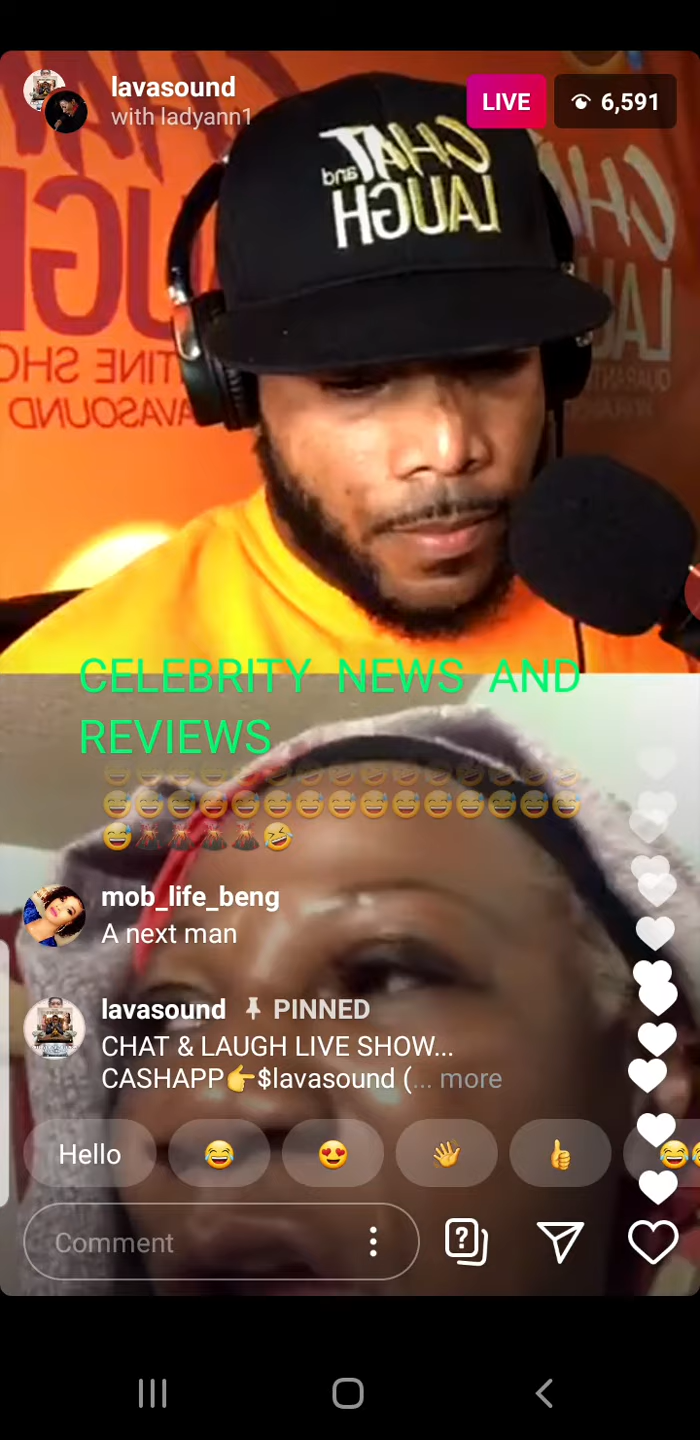 lavasound
with ladyann1
LIVE
6,591
CHAT
and
LAUGH
CELEBRITY NEWS AND
REVIEWS
mob_life_beng
A next man
lavasound PINNED
CHAT & LAUGH LIVE SHOW...
CASHAPP👉$lavasound (... more
Hello
Comment